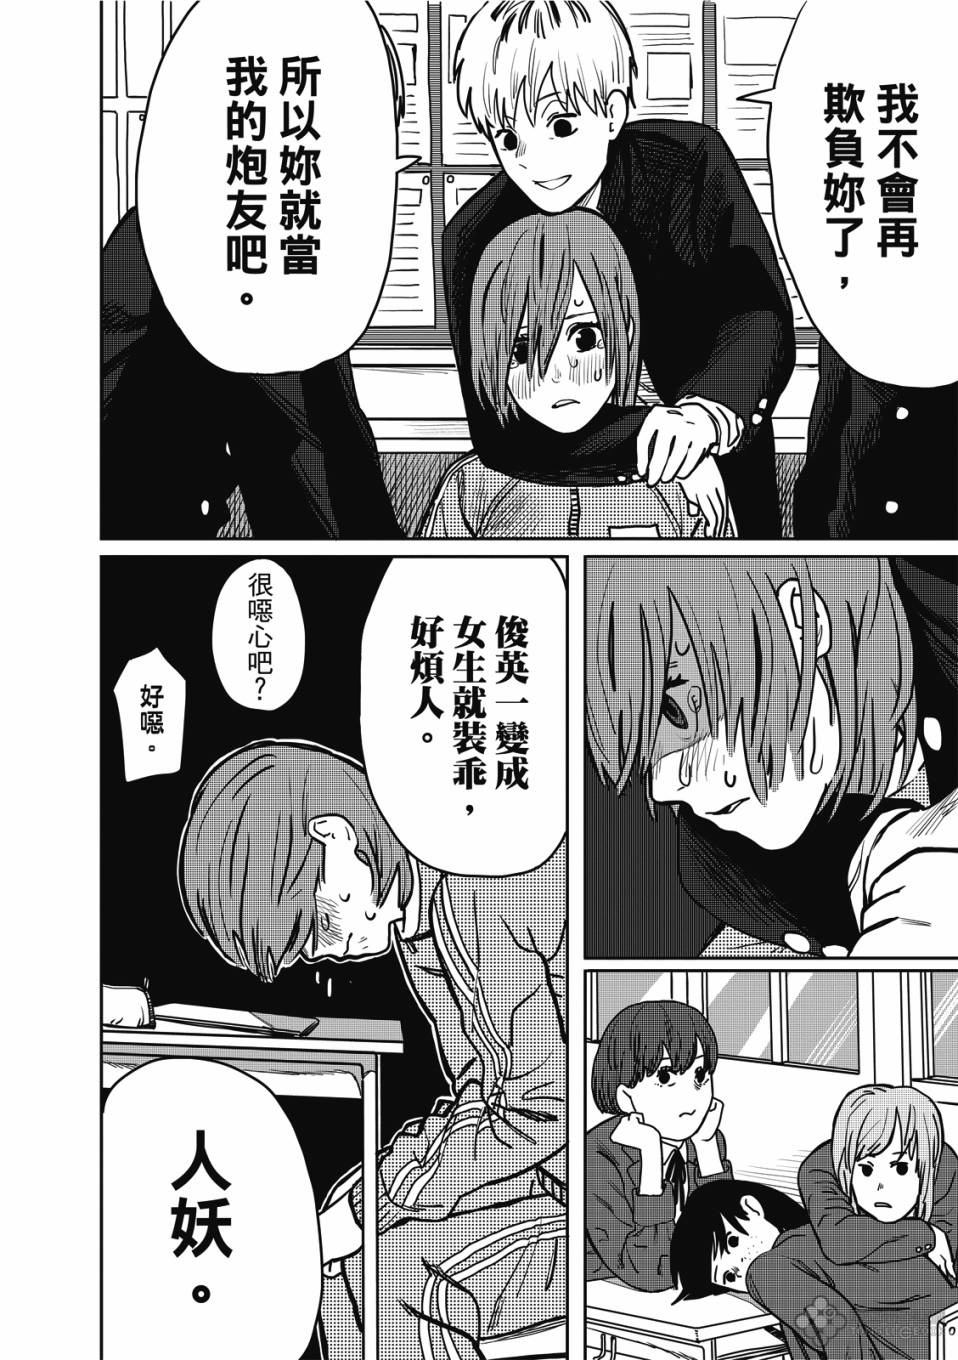 我不會再
欺負妳了，
所以妳就當
我的炮友吧。
俊英一變成
女生就裝乖，
好煩人。
很噁心吧？
好噁。
人妖。